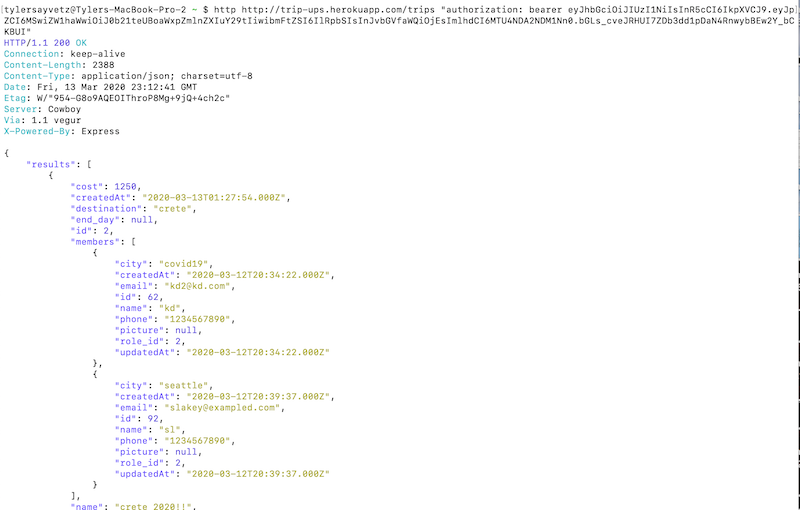 tylersayvetz@Tylers-MacBook-Pro-2 ~ $ http http://trip-ups.herokuapp.com/trips "authorization: bearer eyJhbGciOiJIUzI1NiIsInR5cCI6IkpXVCJ9.eyJp
ZCI6MSwiZW1haWwiOiJ0b21teUBoaWxpZmlnZXIuY29tIiwibmFtZSI6IlRpbSIsInJvbGVfaWQiOjEsImlhdCI6MTU4NDA2NDM1Nn0.bGLs_cveJRHUI7ZDb3dd1pDaN4RnwybBEw2Y_bC
KBUI"
HTTP/1.1 200 OK
Connection: keep-alive
Content-Length: 2388
Content-Type: application/json; charset=utf-8
Date: Fri, 13 Mar 2020 23:12:41 GMT
Etag: W/"954-G8o9AQEOIThroP8Mg+9jQ+4ch2c"
Server: Cowboy
Via: 1.1 vegur
X-Powered-By: Express
{
"results": [
{
"cost": 1250,
"createdAt": "2020-03-13T01:27:54.000Z",
"destination": "crete",
"end_day": null,
"id": 2,
"members": [
{
"city": "covid19",
"createdAt": "2020-03-12T20:34:22.000Z",
"email": "kd2@kd.com",
"id": 62,
"name": "kd",
"phone": "1234567890",
"picture": null,
"role_id": 2,
"updatedAt": "2020-03-12T20:34:22.000Z"
},
{
"city": "seattle",
"createdAt": "2020-03-12T20:39:37.000Z",
"email": "slakey@exampled.com",
"id": 92,
"name": "sl",
"phone": "1234567890",
"picture": null,
"role_id": 2,
"updatedAt": "2020-03-12T20:39:37.000Z"
}
],
"name": "crete 2020!!",